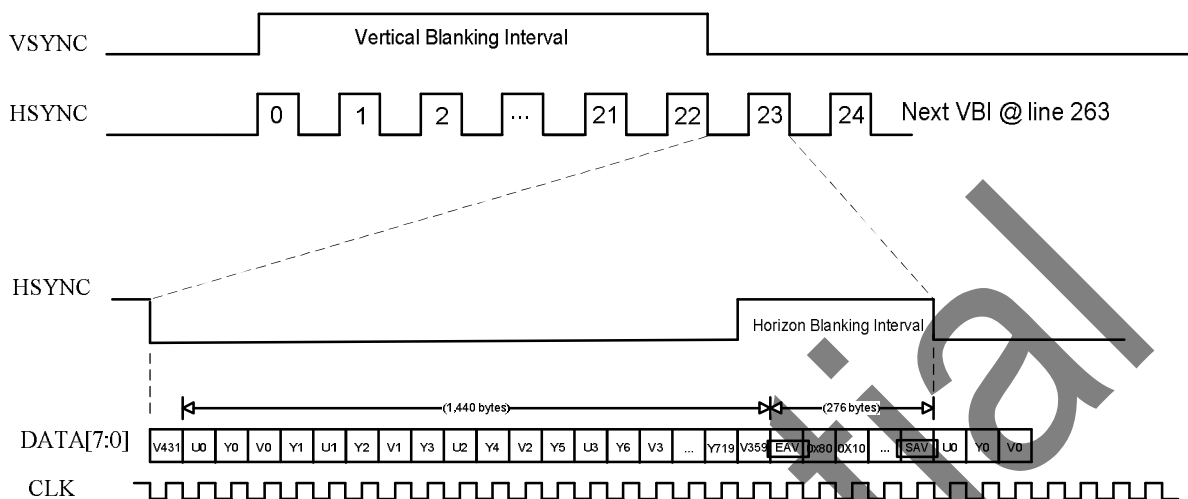 VSYNC Vertical Blanking Interval
HSYNC 0 1 2 ... 21 22 23 24 Next VBI @ line 263
HSYNC Horizon Blanking Interval
(1,440 bytes) (276 bytes)
DATA[7:0] V431 U0 Y0 V0 Y1 U1 Y2 V1 Y3 U2 Y4 V2 Y5 U3 Y6 V3 ... Y719 V359 EAV 0X80 0X10 ... SAV U0 Y0 V0
CLK
tial